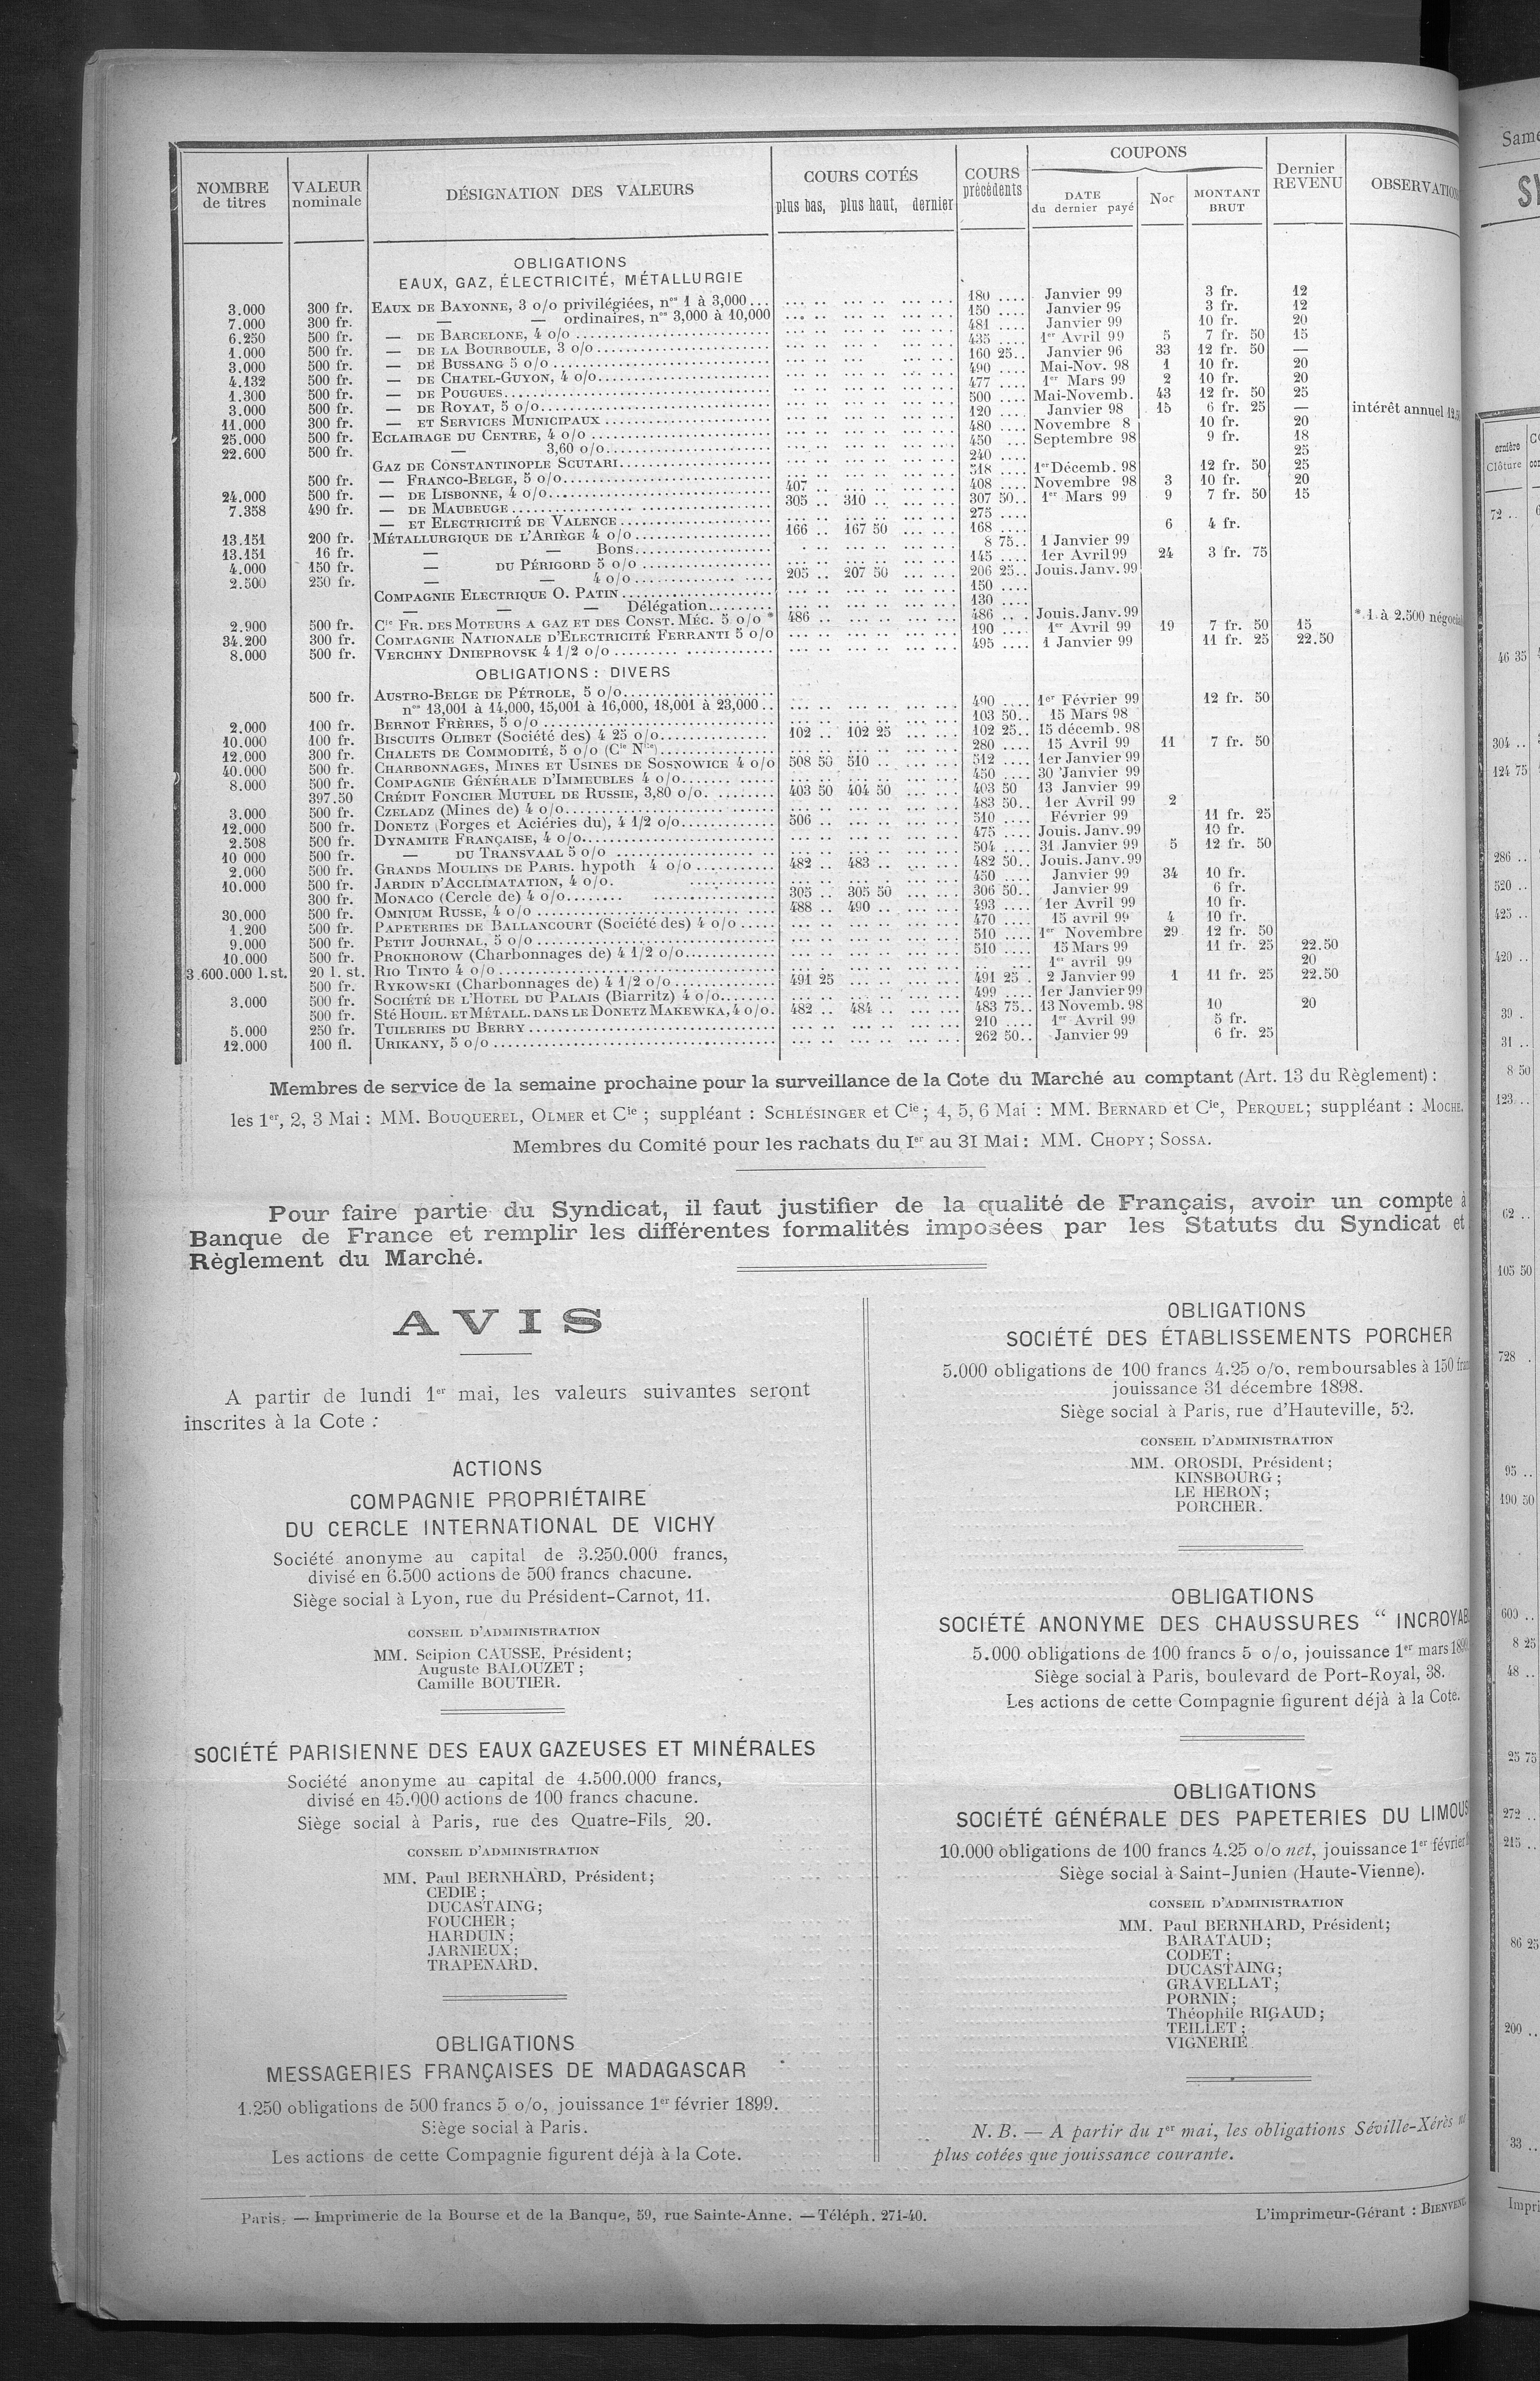 NOMBRE de titres | VALEUR nominale | DÉSIGNATION DES VALEURS | COURS COTÉS plus bas, plus haut, dernier | COURS précédents | COUPONS DATE du dernier payé | Nor | MONTANT BRUT | Dernier REVENU
OBLIGATIONS
EAUX, GAZ, ÉLECTRICITÉ, MÉTALLURGIE
3.000 | 300 fr. | EAUX DE BAYONNE, 3 o/o privilégiées, nos 1 à 3,000 ... | 180 .... | Janvier 99 | 3 fr. | 12
7.000 | 300 fr. | — — ordinaires, nos 3,000 à 10,000 | 150 .... | Janvier 99 | 3 fr. | 12
6.250 | 500 fr. | — DE BARCELONE, 4 o/o | 481 .... | Janvier 99 | 10 fr. | 20
1.000 | 500 fr. | — DE LA BOURBOULE, 3 o/o | 435 .... | 1er Avril 99 | 5 | 7 fr. 50 | 15
3.000 | 500 fr. | — DE BUSSANG 5 o/o | 160 25.. | Janvier 96 | 33 | 12 fr. 50 | —
4.132 | 500 fr. | — DE CHATEL-GUYON, 4 o/o | 490 .... | Mai-Nov. 98 | 1 | 10 fr. | 20
1.300 | 500 fr. | — DE POUGUES | 477 .... | 1er Mars 99 | 2 | 10 fr. | 20
3.000 | 500 fr. | — DE ROYAT, 5 o/o | 500 .... | Mai-Novemb. | 43 | 12 fr. 50 | 25
11.000 | 300 fr. | — ET SERVICES MUNICIPAUX | 120 .... | Janvier 98 | 15 | 6 fr. 25 | — | intérêt annuel
25.000 | 500 fr. | ECLAIRAGE DU CENTRE, 4 o/o | 480 .... | Novembre 8 | 10 fr. | 20
22.600 | 500 fr. | — 3,60 o/o | 450 ... | Septembre 98 | 9 fr. | 18
GAZ DE CONSTANTINOPLE SCUTARI | 240 .... | 25
500 fr. | — FRANCO-BELGE, 5 o/o | 518 .... | 1er Décemb. 98 | 12 fr. 50 | 25
24.000 | 500 fr. | — DE LISBONNE, 4 o/o | 407 | 408 .... | Novembre 98 | 3 | 10 fr. | 20
7.358 | 490 fr. | — DE MAUBEUGE | 305 .. 310 .. | 307 50.. | 1er Mars 99 | 9 | 7 fr. 50 | 15
— ET ELECTRICITÉ DE VALENCE | 275 ....
13.151 | 200 fr. | MÉTALLURGIQUE DE L'ARIÈGE 4 o/o | 166 .. 167 50 | 168 .... | 6 | 4 fr.
13.151 | 16 fr. | — — Bons | 8 75.. | 1 Janvier 99
4.000 | 150 fr. | — DU PÉRIGORD 5 o/o | 145 .... | 1er Avril 99 | 24 | 3 fr. 75
2.500 | 250 fr. | — — 4 o/o | 205 .. 207 50 | 206 25.. | Jouis. Janv. 99
COMPAGNIE ELECTRIQUE O. PATIN | 150 ....
— — — Délégation | 130 ....
2.900 | 500 fr. | Cie FR. DES MOTEURS A GAZ ET DES CONST. MÉC. 5 o/o * | 486 .. | 486 .. . | Jouis. Janv. 99 | * 1 à 2.500
34.200 | 300 fr. | COMPAGNIE NATIONALE D'ELECTRICITÉ FERRANTI 5 o/o | 190 .... | 1er Avril 99 | 19 | 7 fr. 50 | 15
8.000 | 500 fr. | VERCHNY DNIEPROVSK 4 1/2 o/o | 495 .... | 1 Janvier 99 | 11 fr. 25 | 22.50
OBLIGATIONS : DIVERS
500 fr. | AUSTRO-BELGE DE PÉTROLE, 5 o/o
nos 13,001 à 14,000, 15,001 à 16,000, 18,001 à 23,000 .. | 490 .... | 1er Février 99 | 12 fr. 50
2.000 | 100 fr. | BERNOT FRÈRES, 5 o/o | 103 50.. | 15 Mars 98
10.000 | 100 fr. | BISCUITS OLIBET (Société des) 4 25 o/o | 102 .. 102 25 | 102 25.. | 15 décemb. 98
12.000 | 300 fr. | CHALETS DE COMMODITÉ, 5 o/o (Cie Nlle) | 280 .... | 15 Avril 99 | 11 | 7 fr. 50
40.000 | 500 fr. | CHARBONNAGES, MINES ET USINES DE SOSNOWICE 4 o/o | 508 50 510 .. | 512 .... | 1er Janvier 99
8.000 | 500 fr. | COMPAGNIE GÉNÉRALE D'IMMEUBLES 4 o/o | 450 .... | 30 Janvier 99
397.50 | CRÉDIT FONCIER MUTUEL DE RUSSIE, 3,80 o/o | 403 50 404 50 | 403 50 | 13 Janvier 99
3.000 | 500 fr. | CZELADZ (Mines de) 4 o/o | 483 50.. | 1er Avril 99 | 2
12.000 | 500 fr. | DONETZ (Forges et Aciéries du), 4 1/2 o/o | 506 .. | 510 .... | Février 99 | 11 fr. 25
2.508 | 500 fr. | DYNAMITE FRANÇAISE, 4 o/o | 475 .... | Jouis. Janv. 99 | 10 fr.
10 000 | 500 fr. | — DU TRANSVAAL 5 o/o | 504 .... | 31 Janvier 99 | 5 | 12 fr. 50
2.000 | 500 fr. | GRANDS MOULINS DE PARIS. hypoth 4 o/o | 482 .. 483 .. | 482 50.. | Jouis. Janv. 99
10.000 | 500 fr. | JARDIN D'ACCLIMATATION, 4 o/o. | 450 .... | Janvier 99 | 34 | 10 fr.
300 fr. | MONACO (Cercle de) 4 o/o | 305 .. 305 50 | 306 50.. | Janvier 99 | 6 fr.
30.000 | 500 fr. | OMNIUM RUSSE, 4 o/o | 488 .. 490 .. | 493 .... | 1er Avril 99 | 10 fr.
1.200 | 500 fr. | PAPETERIES DE BALLANCOURT (Société des) 4 o/o | 470 .... | 15 avril 99 | 4 | 10 fr.
9.000 | 500 fr. | PETIT JOURNAL, 5 o/o | 510 .... | 1er Novembre | 29 | 12 fr. 50
10.000 | 500 fr. | PROKHOROW (Charbonnages de) 4 1/2 o/o | 510 .... | 15 Mars 99 | 11 fr. 25 | 22.50
3.600.000 l. st. | 20 l. st. | RIO TINTO 4 o/o | 1er avril 99 | 20
500 fr. | RYKOWSKI (Charbonnages de) 4 1/2 o/o | 491 25 | 491 25 . | 2 Janvier 99 | 1 | 11 fr. 25 | 22.50
3.000 | 500 fr. | SOCIÉTÉ DE L'HOTEL DU PALAIS (Biarritz) 4 o/o | 499 .... | 1er Janvier 99
500 fr. | Sté HOUIL. ET MÉTALL. DANS LE DONETZ MAKEWKA, 4 o/o. | 482 .. 484 .. | 483 75.. | 13 Novemb. 98 | 10 | 20
5.000 | 250 fr. | TUILERIES DU BERRY | 210 .... | 1er Avril 99 | 5 fr.
12.000 | 100 fl. | URIKANY, 5 o/o | 262 50.. | Janvier 99 | 6 fr. 25
Membres de service de la semaine prochaine pour la surveillance de la Cote du Marché au comptant (Art. 13 du Règlement) :
les 1er, 2, 3 Mai : MM. BOUQUEREL, OLMER et Cie ; suppléant : SCHLÉSINGER et Cie ; 4, 5, 6 Mai : MM. BERNARD et Cie, PERQUEL ; suppléant : MOCHE.
Membres du Comité pour les rachats du Ier au 31 Mai : MM. CHOPY ; SOSSA.
Pour faire partie du Syndicat, il faut justifier de la qualité de Français, avoir un compte à
Banque de France et remplir les différentes formalités imposées par les Statuts du Syndicat et
Règlement du Marché.
AVIS
A partir de lundi 1er mai, les valeurs suivantes seront
inscrites à la Cote :
ACTIONS
COMPAGNIE PROPRIÉTAIRE
DU CERCLE INTERNATIONAL DE VICHY
Société anonyme au capital de 3.250.000 francs,
divisé en 6.500 actions de 500 francs chacune.
Siège social à Lyon, rue du Président-Carnot, 11.
CONSEIL D'ADMINISTRATION
MM. Scipion CAUSSE, Président ;
Auguste BALOUZET ;
Camille BOUTIER.
SOCIÉTÉ PARISIENNE DES EAUX GAZEUSES ET MINÉRALES
Société anonyme au capital de 4.500.000 francs,
divisé en 45.000 actions de 100 francs chacune.
Siège social à Paris, rue des Quatre-Fils, 20.
CONSEIL D'ADMINISTRATION
MM. Paul BERNHARD, Président ;
CEDIE ;
DUCASTAING ;
FOUCHER ;
HARDUIN ;
JARNIEUX ;
TRAPENARD.
OBLIGATIONS
MESSAGERIES FRANÇAISES DE MADAGASCAR
1.250 obligations de 500 francs 5 o/o, jouissance 1er février 1899.
Siège social à Paris.
Les actions de cette Compagnie figurent déjà à la Cote.
OBLIGATIONS
SOCIÉTÉ DES ÉTABLISSEMENTS PORCHER
5.000 obligations de 100 francs 4.25 o/o, remboursables à 150
jouissance 31 décembre 1898.
Siège social à Paris, rue d'Hauteville, 52.
CONSEIL D'ADMINISTRATION
MM. OROSDI, Président ;
KINSBOURG ;
LE HERON ;
PORCHER.
OBLIGATIONS
SOCIÉTÉ ANONYME DES CHAUSSURES “ INCROYAB
5.000 obligations de 100 francs 5 o/o, jouissance 1er mars
Siège social à Paris, boulevard de Port-Royal, 38.
Les actions de cette Compagnie figurent déjà à la Cote.
OBLIGATIONS
SOCIÉTÉ GÉNÉRALE DES PAPETERIES DU LIMOUS
10.000 obligations de 100 francs 4.25 o/o net, jouissance 1er février
Siège social à Saint-Junien (Haute-Vienne).
CONSEIL D'ADMINISTRATION
MM. Paul BERNHARD, Président ;
BARATAUD ;
CODET ;
DUCASTAING ;
GRAVELLAT ;
PORNIN ;
Théophile RIGAUD ;
TEILLET ;
VIGNERIE
N. B. — A partir du 1er mai, les obligations Séville-Xérès
plus cotées que jouissance courante.
Paris. — Imprimerie de la Bourse et de la Banque, 59, rue Sainte-Anne. — Téléph. 271-40.
L'imprimeur-Gérant :
Clôture
72 ..
46 35
304 ..
124 75
286 ..
520 ..
425 ..
420 ..
39 .
31 ..
8 50
123 ..
62 ..
105 50
728 .
95 ..
190 50
600 ..
8 25
48 ..
25 75
272 ..
215 ..
86 25
200 ..
33 ..
Impri